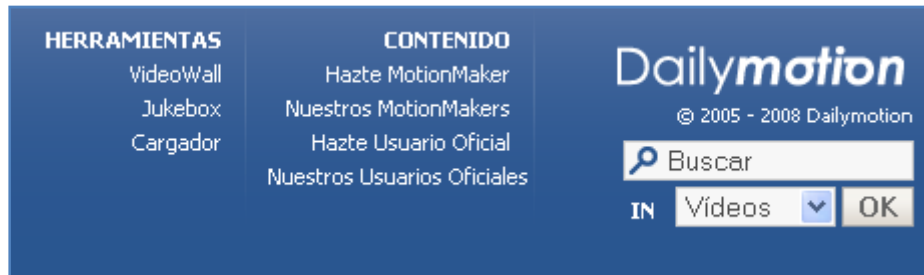 HERRAMIENTAS
VideoWall
Jukebox
Cargador
CONTENIDO
Hazte MotionMaker
Nuestros MotionMakers
Hazte Usuario Oficial
Nuestros Usuarios Oficiales
Dailymotion
© 2005 - 2008 Dailymotion
Buscar
IN Vídeos OK